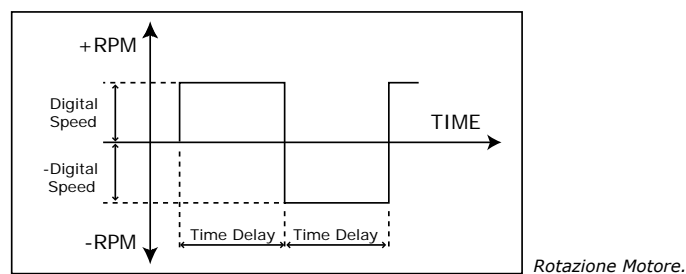 +RPM
Digital
Speed
TIME
-Digital
Speed
Time Delay
Time Delay
-RPM
Rotazione Motore.